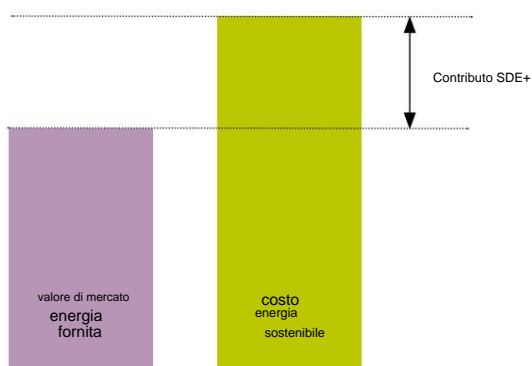 Contributo SDE+
valore di mercato
energia
fornita
costo
energia
sostenibile